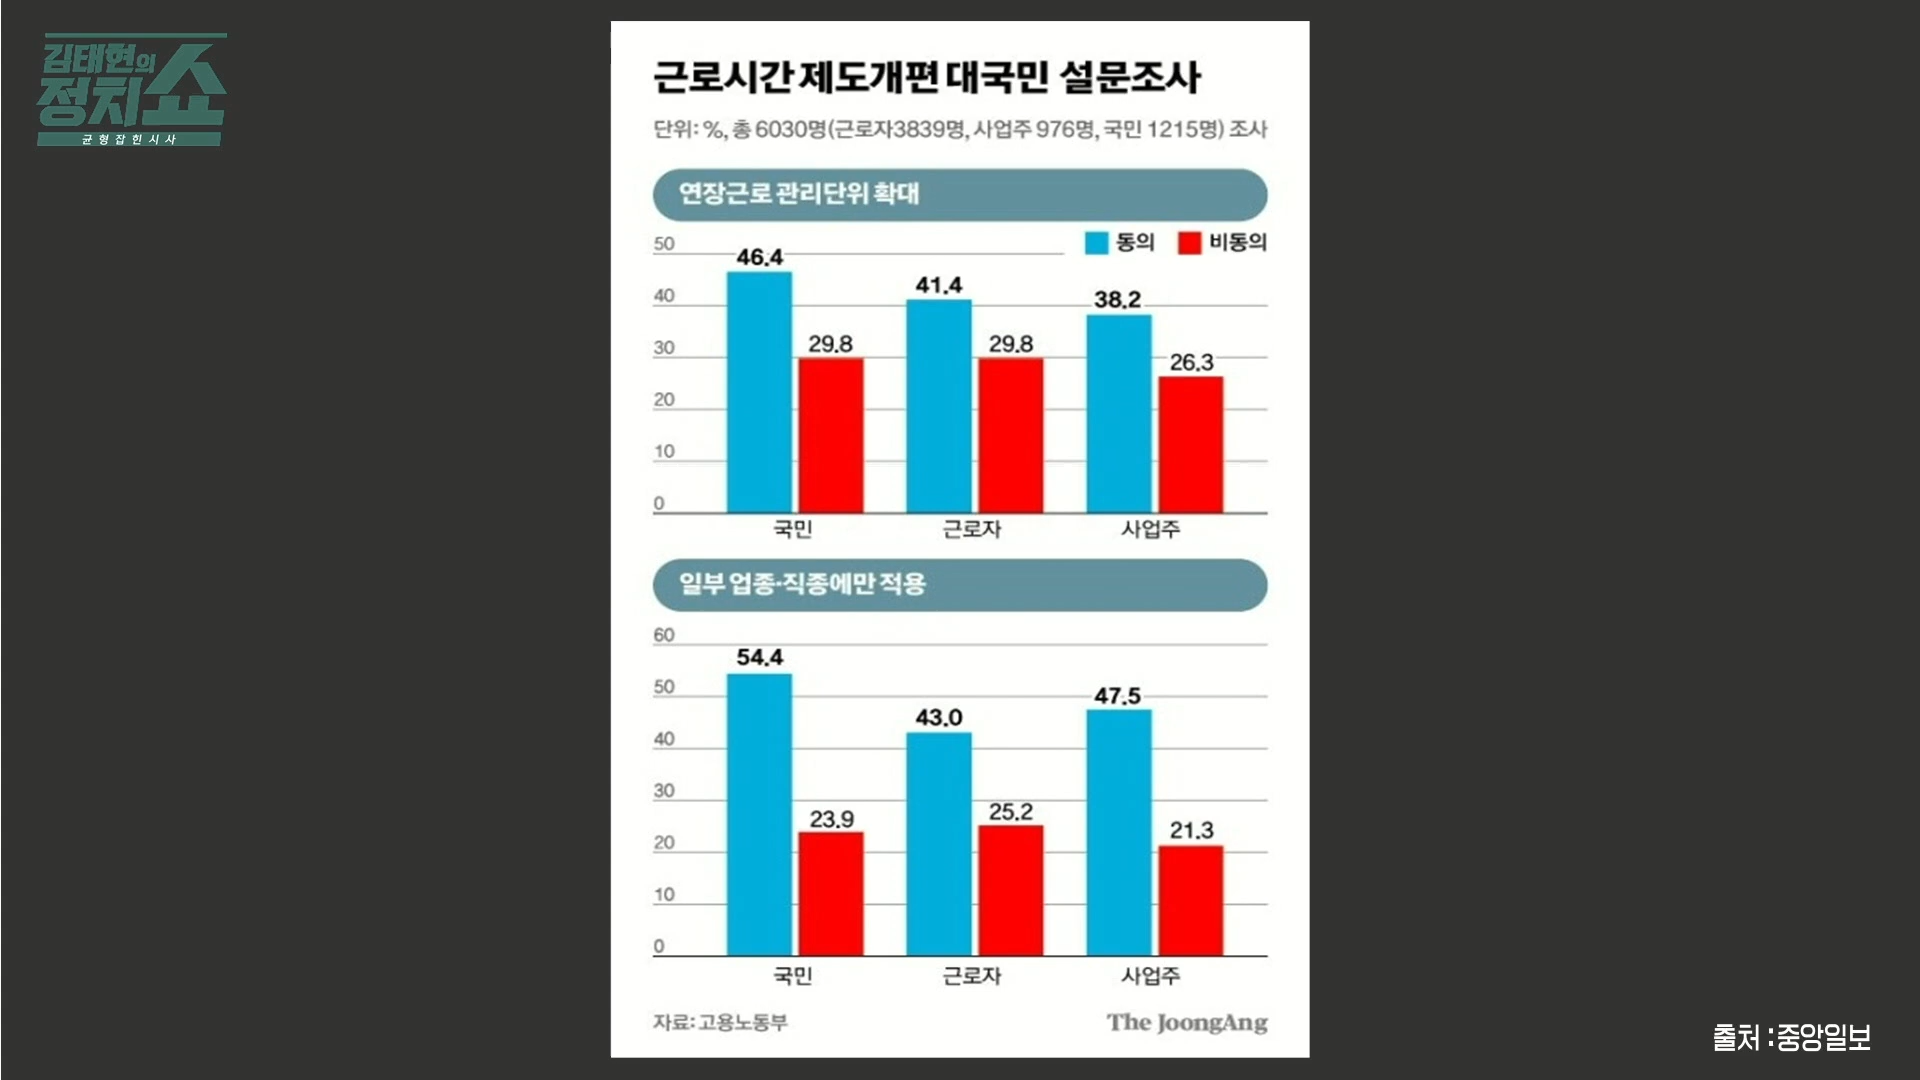 김태현의
정치쇼
균형잡힌시사
근로시간 제도개편 대국민 설문조사
단위: %, 총 6030명(근로자3839명, 사업주 976명, 국민 1215명) 조사
연장근로 관리단위 확대
동의 비동의
50
40
30
20
10
0
46.4 29.8 41.4 29.8 38.2 26.3
국민 근로자 사업주
일부 업종·직종에만 적용
60
50
40
30
20
10
0
54.4 23.9 43.0 25.2 47.5 21.3
국민 근로자 사업주
자료: 고용노동부 The JoongAng
출처 : 중앙일보